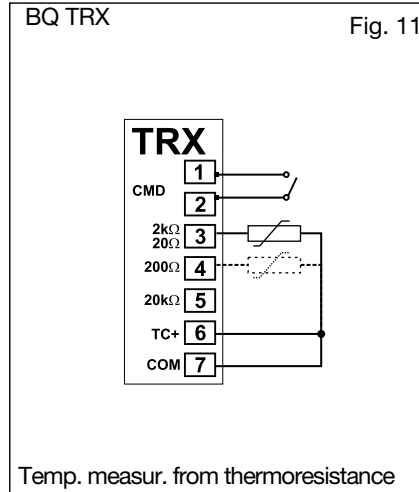 BQ TRX
Fig. 11
TRX
CMD
1
2
2kΩ
20Ω
3
200Ω
4
20kΩ
5
TC+
6
COM
7
Temp. measur. from thermoresistance